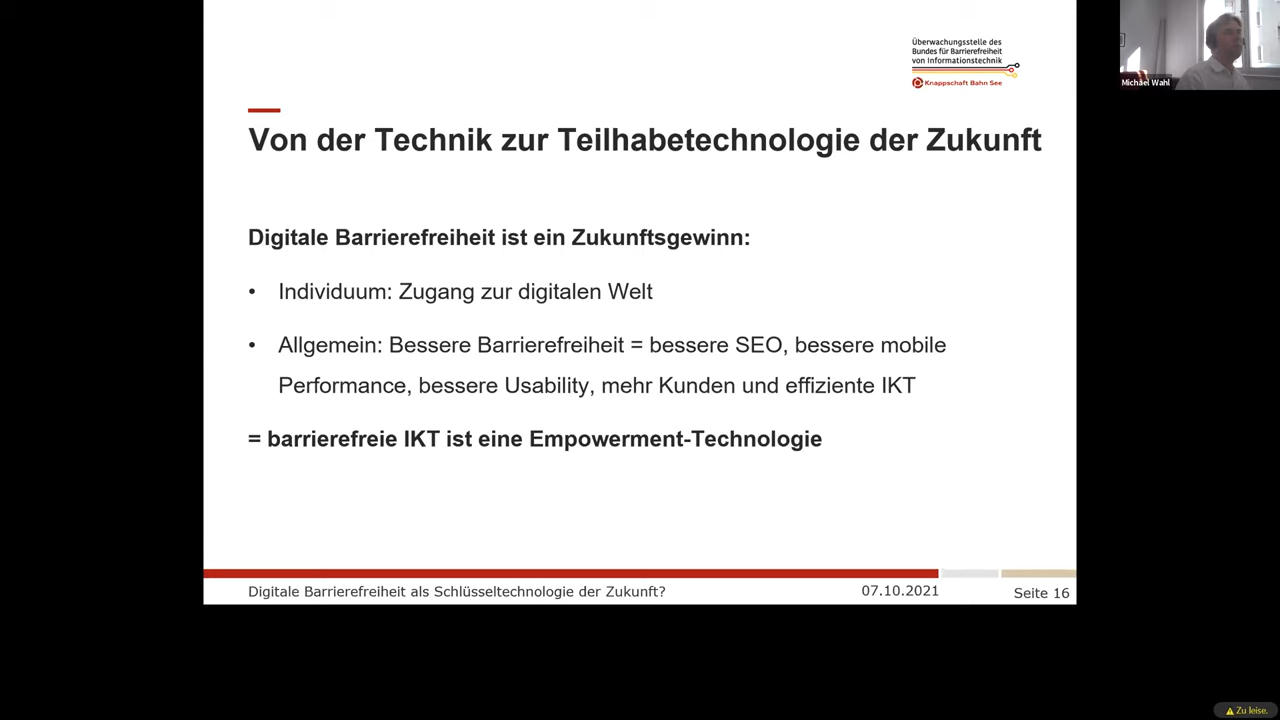 Überwachungsstelle des
Bundes für Barrierefreiheit
von Informationstechnik
Knappschaft Bahn See
Michael Wahl
Von der Technik zur Teilhabetechnologie der Zukunft
Digitale Barrierefreiheit ist ein Zukunftsgewinn:
• Individuum: Zugang zur digitalen Welt
• Allgemein: Bessere Barrierefreiheit = bessere SEO, bessere mobile
Performance, bessere Usability, mehr Kunden und effiziente IKT
= barrierefreie IKT ist eine Empowerment-Technologie
Digitale Barrierefreiheit als Schlüsseltechnologie der Zukunft?
07.10.2021
Seite 16
Zu leise.